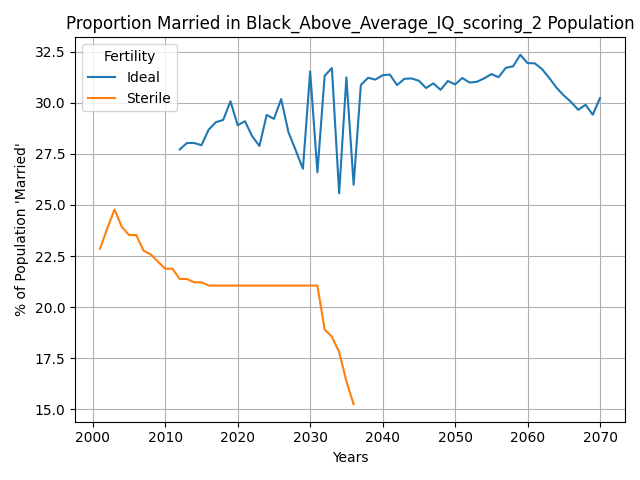 Proportion Married in Black_Above_Average_IQ_scoring_2 Population
Fertility
Ideal
Sterile
% of Population 'Married'
32.5
30.0
27.5
25.0
22.5
20.0
17.5
15.0
2000 2010 2020 2030 2040 2050 2060 2070
Years